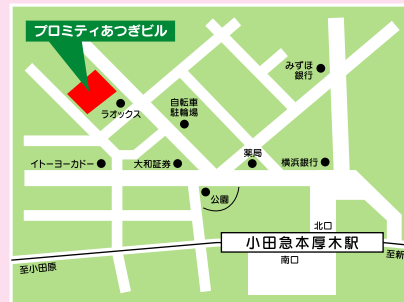 プロミティあつぎビル
みずほ
銀行
ラオックス
自転車
駐輪場
薬局
イトーヨーカドー
大和証券
横浜銀行
公園
北口
小田急本厚木駅
至小田原
南口
至新